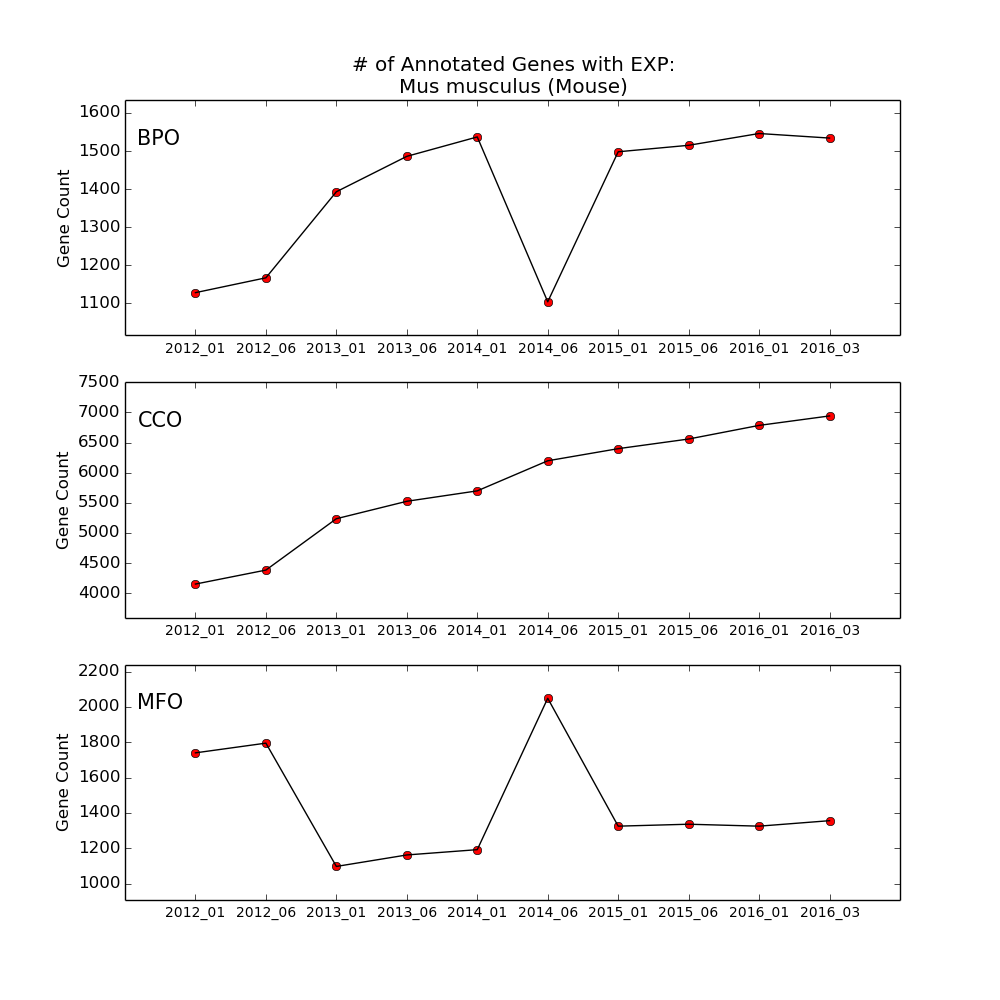 # of Annotated Genes with EXP:
Mus musculus (Mouse)
BPO
Gene Count
1600
1500
1400
1300
1200
1100
2012_01 2012_06 2013_01 2013_06 2014_01 2014_06 2015_01 2015_06 2016_01 2016_03
CCO
Gene Count
7500
7000
6500
6000
5500
5000
4500
4000
2012_01 2012_06 2013_01 2013_06 2014_01 2014_06 2015_01 2015_06 2016_01 2016_03
MFO
Gene Count
2200
2000
1800
1600
1400
1200
1000
2012_01 2012_06 2013_01 2013_06 2014_01 2014_06 2015_01 2015_06 2016_01 2016_03